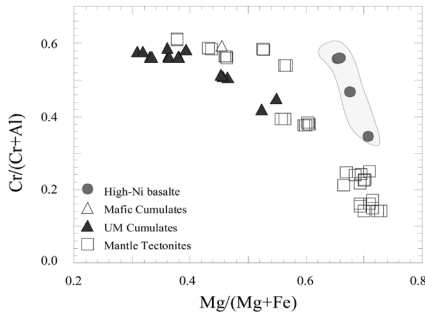 0.6
0.4
0.2
0.0
Cr/(Cr+Al)
High-Ni basalte
Mafic Cumulates
UM Cumulates
Mantle Tectonites
0.2
0.4
0.6
0.8
Mg/(Mg+Fe)